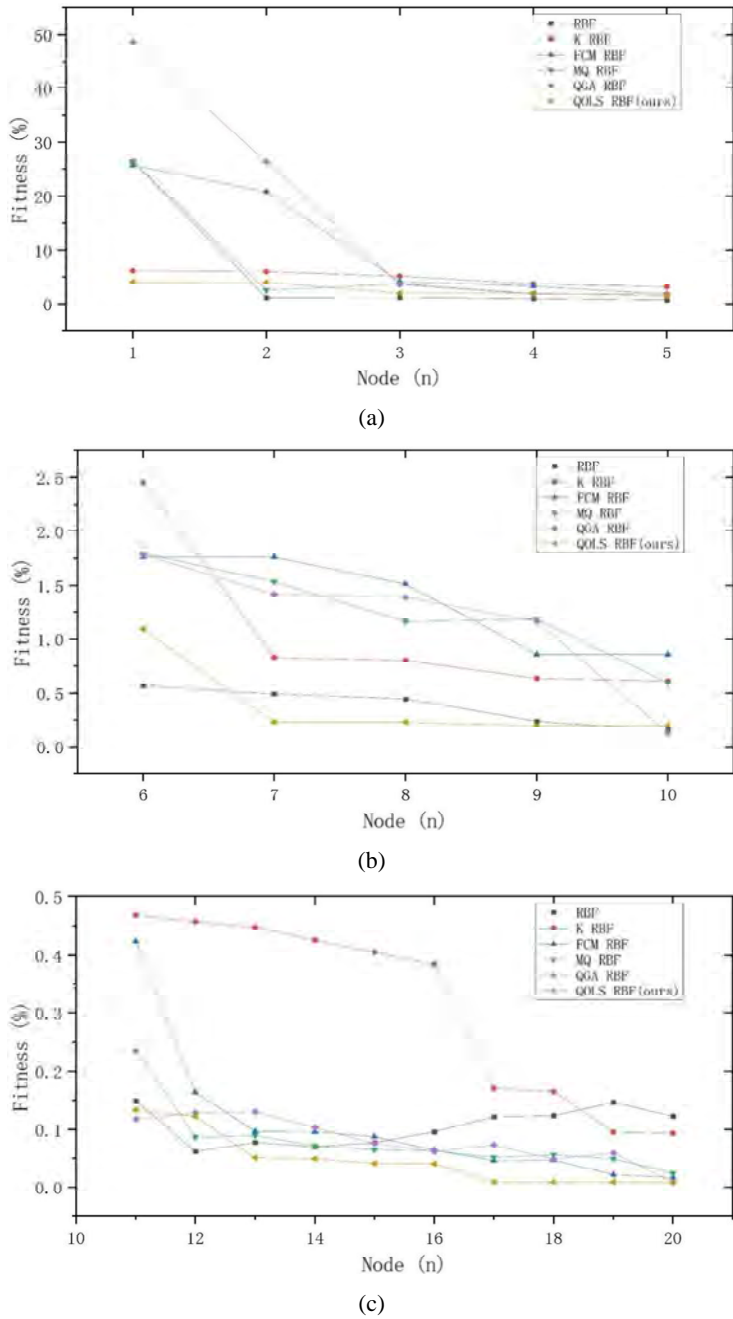 50
40
30
20
10
0
Fitness (%)
RBF
K RBF
FCM RBF
MQ RBF
QGA RBF
QOLS RBF(ours)
1 2 3 4 5
Node (n)
(a)
2.5
2.0
1.5
1.0
0.5
0.0
Fitness (%)
RBF
K RBF
FCM RBF
MQ RBF
QGA RBF
QOLS RBF(ours)
6 7 8 9 10
Node (n)
(b)
0.5
0.4
0.3
0.2
0.1
0.0
Fitness (%)
RBF
K RBF
FCM RBF
MQ RBF
QGA RBF
QOLS RBF(ours)
10 12 14 16 18 20
Node (n)
(c)